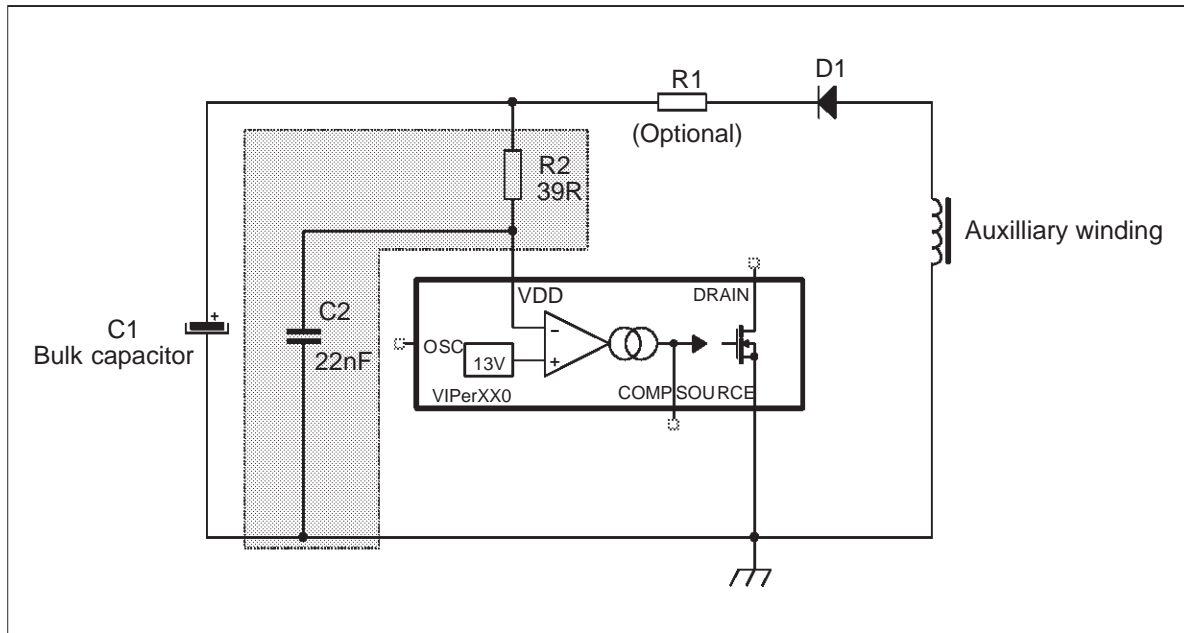 D1
R1
(Optional)
R2
39R
Auxilliary winding
VDD
DRAIN
C2
C1
+
Bulk capacitor
22nF
OSC
13V
−
+
VIPerXX0
COMP
SOURCE